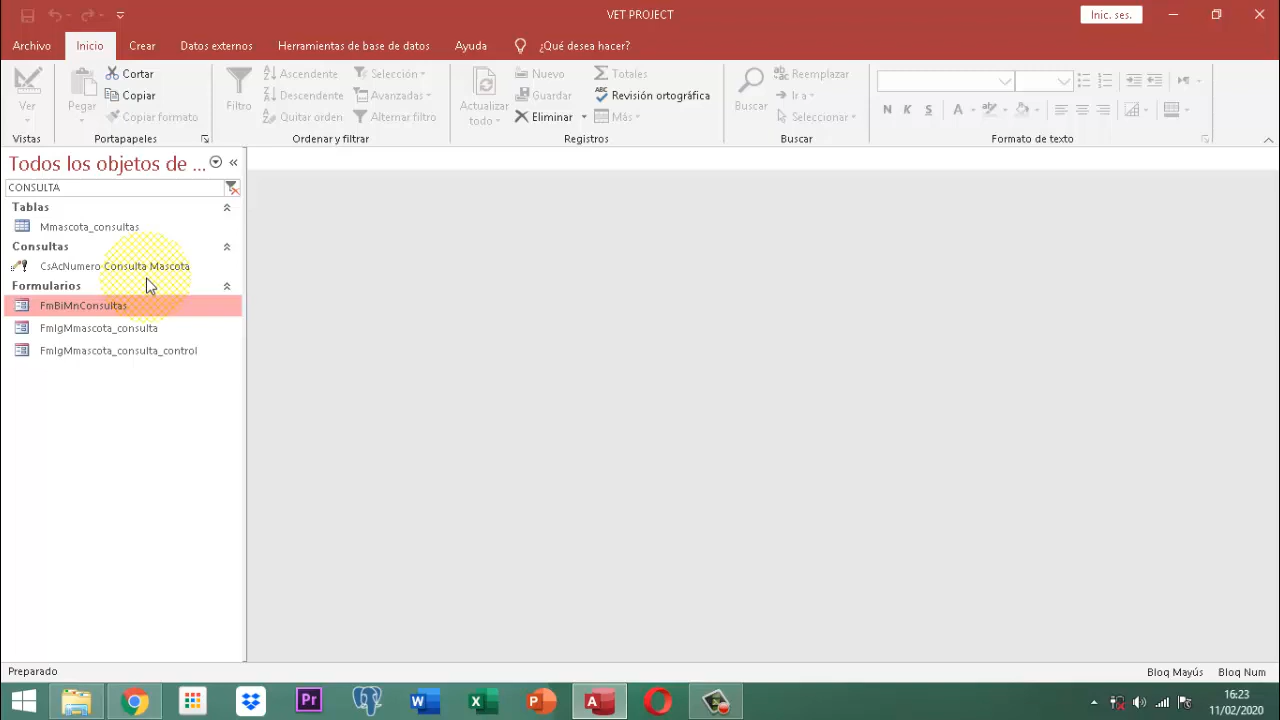 VET PROJECT
Inic. ses.
Archivo Inicio Crear Datos externos Herramientas de base de datos Ayuda ¿Qué desea hacer?
Ver
Pegar
Cortar
Copiar
Copiar formato
Filtro
Ascendente
Descendente
Quitar orden
Selección
Avanzadas
Alternar filtro
Actualizar
todo
Nuevo
Guardar
Eliminar
Totales
Revisión ortográfica
Más
Buscar
Reemplazar
Ir a
Seleccionar
N K S A
Vistas Portapapeles Ordenar y filtrar Registros Buscar Formato de texto
Todos los objetos de ...
CONSULTA
Tablas
Mmascota_consultas
Consultas
CsAcNumero Consulta Mascota
Formularios
FmBiMnConsultas
FmIgMmascota_consulta
FmIgMmascota_consulta_control
Preparado
Bloq Mayús Bloq Num
Pr
16:23
11/02/2020